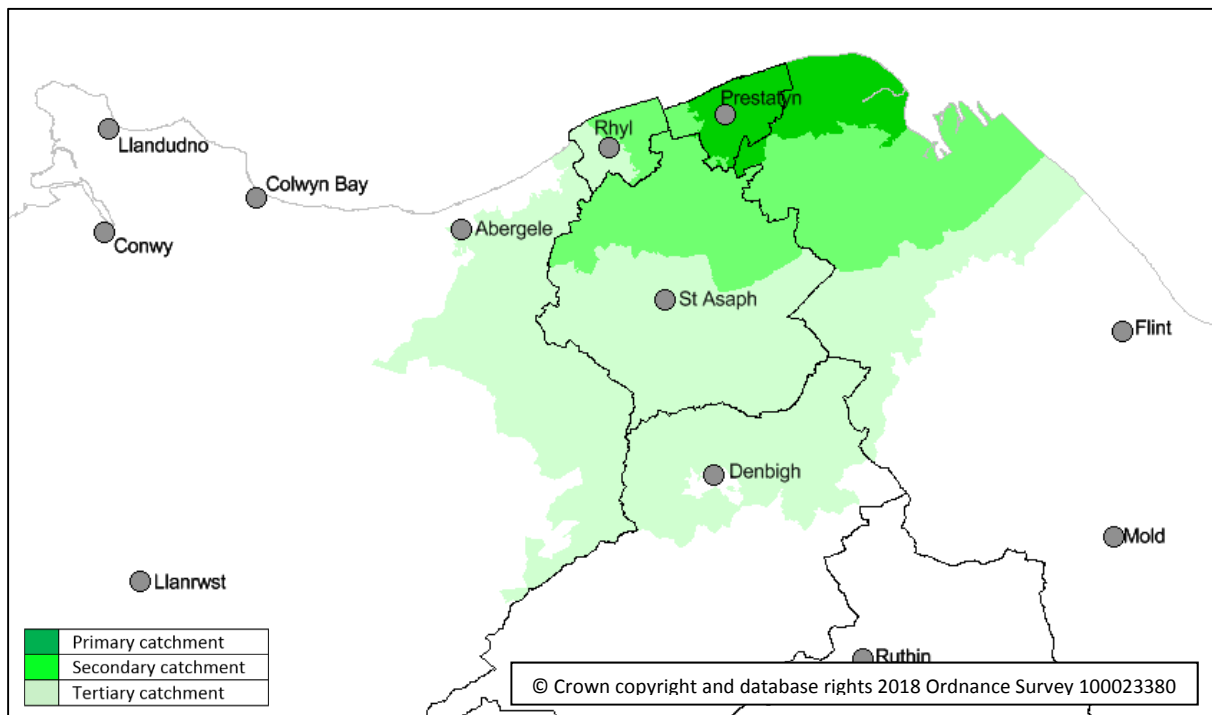 Prestatyn
Rhyl
Llandudno
Colwyn Bay
Conwy
Abergele
St Asaph
Flint
Denbigh
Mold
Llanrwst
Ruthin
Primary catchment
Secondary catchment
Tertiary catchment
© Crown copyright and database rights 2018 Ordnance Survey 100023380